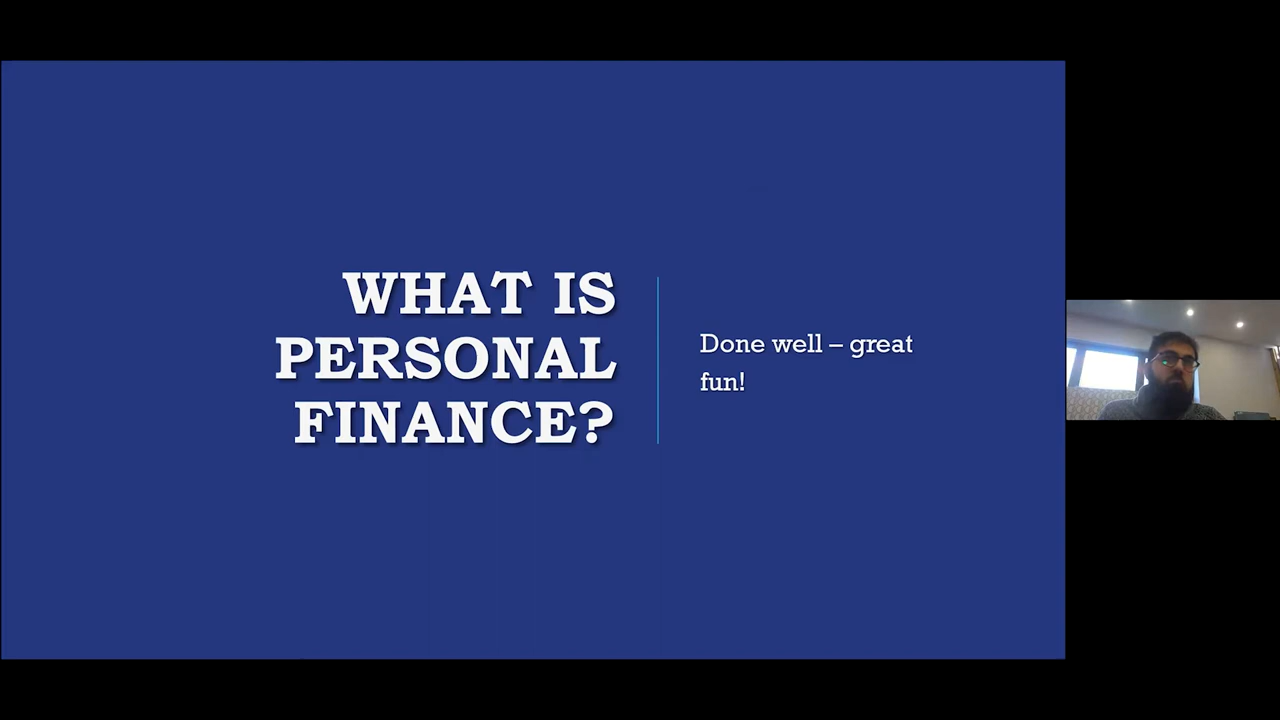 WHAT IS
PERSONAL
FINANCE?
Done well – great
fun!